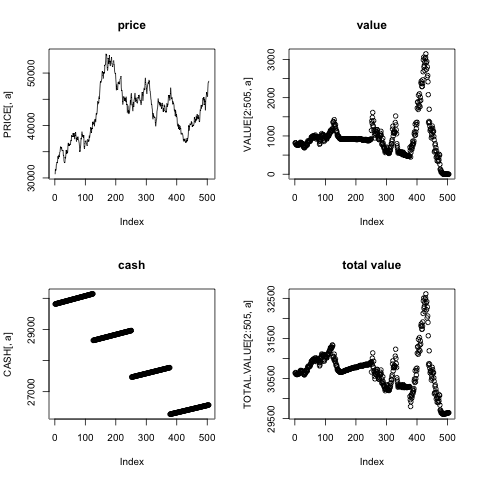 price
PRICE[, a]
30000 40000 50000
0 100 200 300 400 500
Index
value
VALUE[2:505, a]
0 1000 2000 3000
0 100 200 300 400 500
Index
cash
CASH[, a]
27000 29000
0 100 200 300 400 500
Index
total value
TOTAL.VALUE[2:505, a]
29500 30500 31500 32500
0 100 200 300 400 500
Index